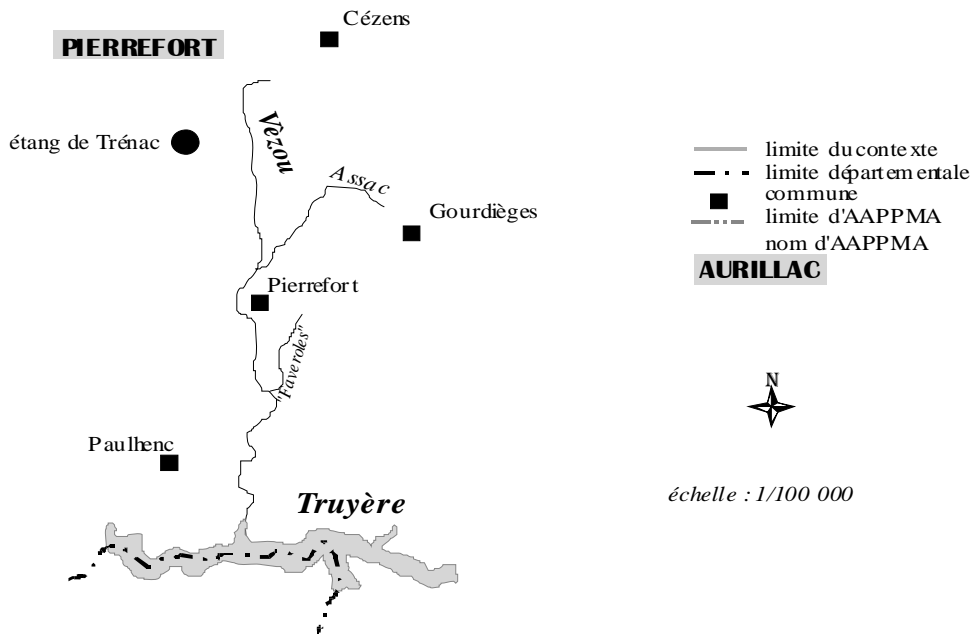 Cézens
PIERREFORT
Vèzou
étang de Trénac
Assac
Gourdièges
Pierrefort
"Faveroles"
Paulhenc
Truyère
limite du contexte
limite départementale
commune
limite d'AAPPMA
nom d'AAPPMA
AURILLAC
N
échelle : 1/100 000